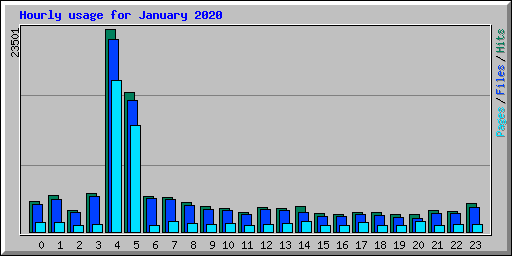 Hourly usage for January 2020
23501
Pages/Files/Hits
0 1 2 3 4 5 6 7 8 9 10 11 12 13 14 15 16 17 18 19 20 21 22 23